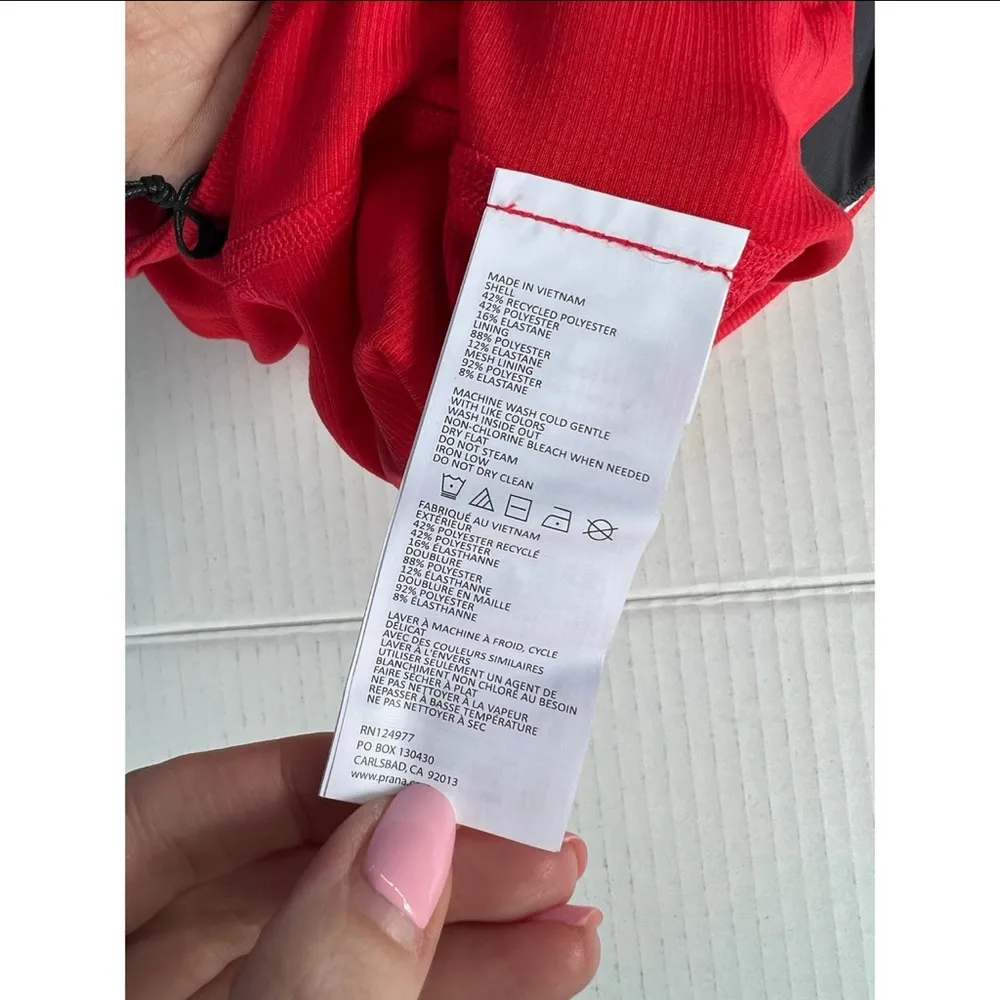 MADE IN VIETNAM
SHELL
42% RECYCLED POLYESTER
42% POLYESTER
16% ELASTANE
LINING
88% POLYESTER
12% ELASTANE
MESH LINING
92% POLYESTER
8% ELASTANE
MACHINE WASH COLD GENTLE
WITH LIKE COLORS
WASH INSIDE OUT
NON-CHLORINE BLEACH WHEN NEEDED
DRY FLAT
DO NOT STEAM
IRON LOW
DO NOT DRY CLEAN
FABRIQUÉ AU VIETNAM
EXTÉRIEUR
42% POLYESTER RECYCLÉ
42% POLYESTER
16% ÉLASTHANNE
DOUBLURE
88% POLYESTER
12% ÉLASTHANNE
DOUBLURE EN MAILLE
92% POLYESTER
8% ÉLASTHANNE
LAVER À MACHINE À FROID, CYCLE
DÉLICAT
AVEC DES COULEURS SIMILAIRES
LAVER À L'ENVERS
UTILISER SEULEMENT UN AGENT DE
BLANCHIMENT NON CHLORÉ AU BESOIN
FAIRE SÉCHER À PLAT
NE PAS NETTOYER À LA VAPEUR
REPASSER À BASSE TEMPÉRATURE
NE PAS NETTOYER À SEC
RN124977
PO BOX 130430
CARLSBAD, CA 92013
www.prana.